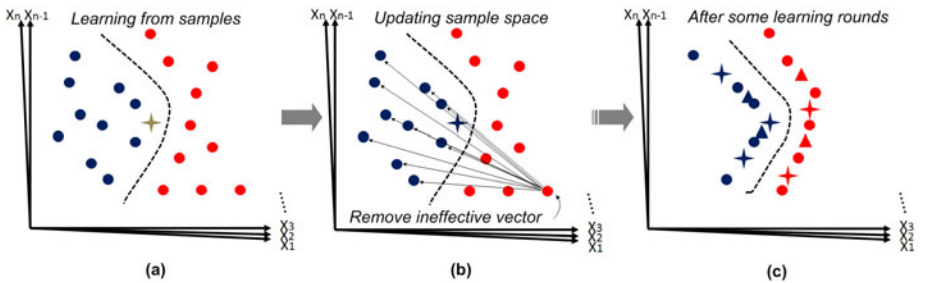 Xn Xn-1 Learning from samples
X3
X2
X1
(a)
Xn Xn-1 Updating sample space
Remove ineffective vector
X3
X2
X1
(b)
Xn Xn-1 After some learning rounds
X3
X2
X1
(c)